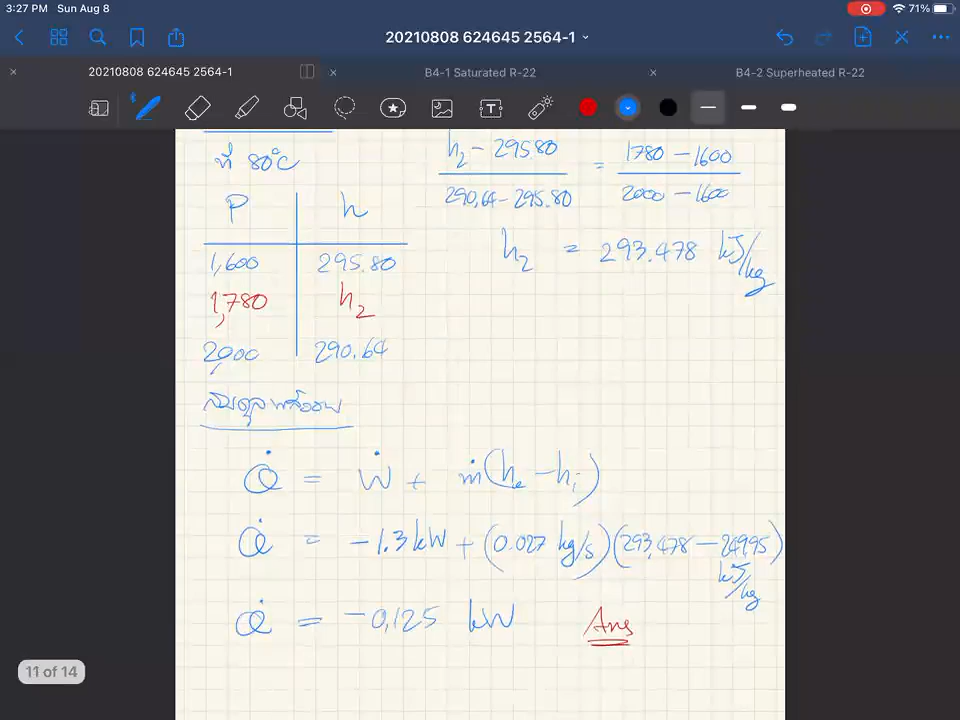 3:27 PM Sun Aug 8 71%
20210808 624645 2564-1
20210808 624645 2564-1 B4-1 Saturated R-22 B4-2 Superheated R-22
ที่ 80°C
h₂ - 295.80 / 290.64 - 295.80 = 1780 - 1600 / 2000 - 1600
P h
h₂ = 293.478 kJ/kg
1,600 295.80
1,780 h₂
2,000 290.64
สมดุลพลังงาน
Q̇ = Ẇ + ṁ(hₑ - hᵢ)
Q̇ = -1.3 kW + (0.027 kg/s)(293.478 - 249.95) kJ/kg
Q̇ = -0.125 kW Ans
11 of 14